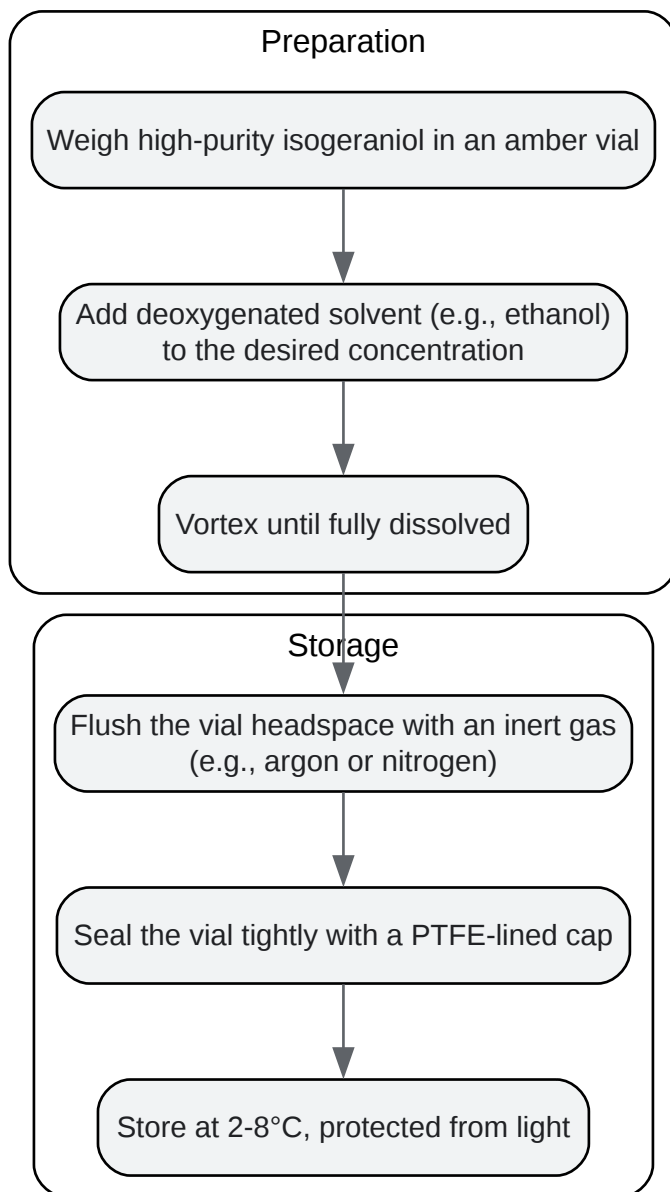 Preparation
Weigh high-purity isogeraniol in an amber vial
Add deoxygenated solvent (e.g., ethanol)
to the desired concentration
Vortex until fully dissolved
Storage
Flush the vial headspace with an inert gas
(e.g., argon or nitrogen)
Seal the vial tightly with a PTFE-lined cap
Store at 2-8°C, protected from light